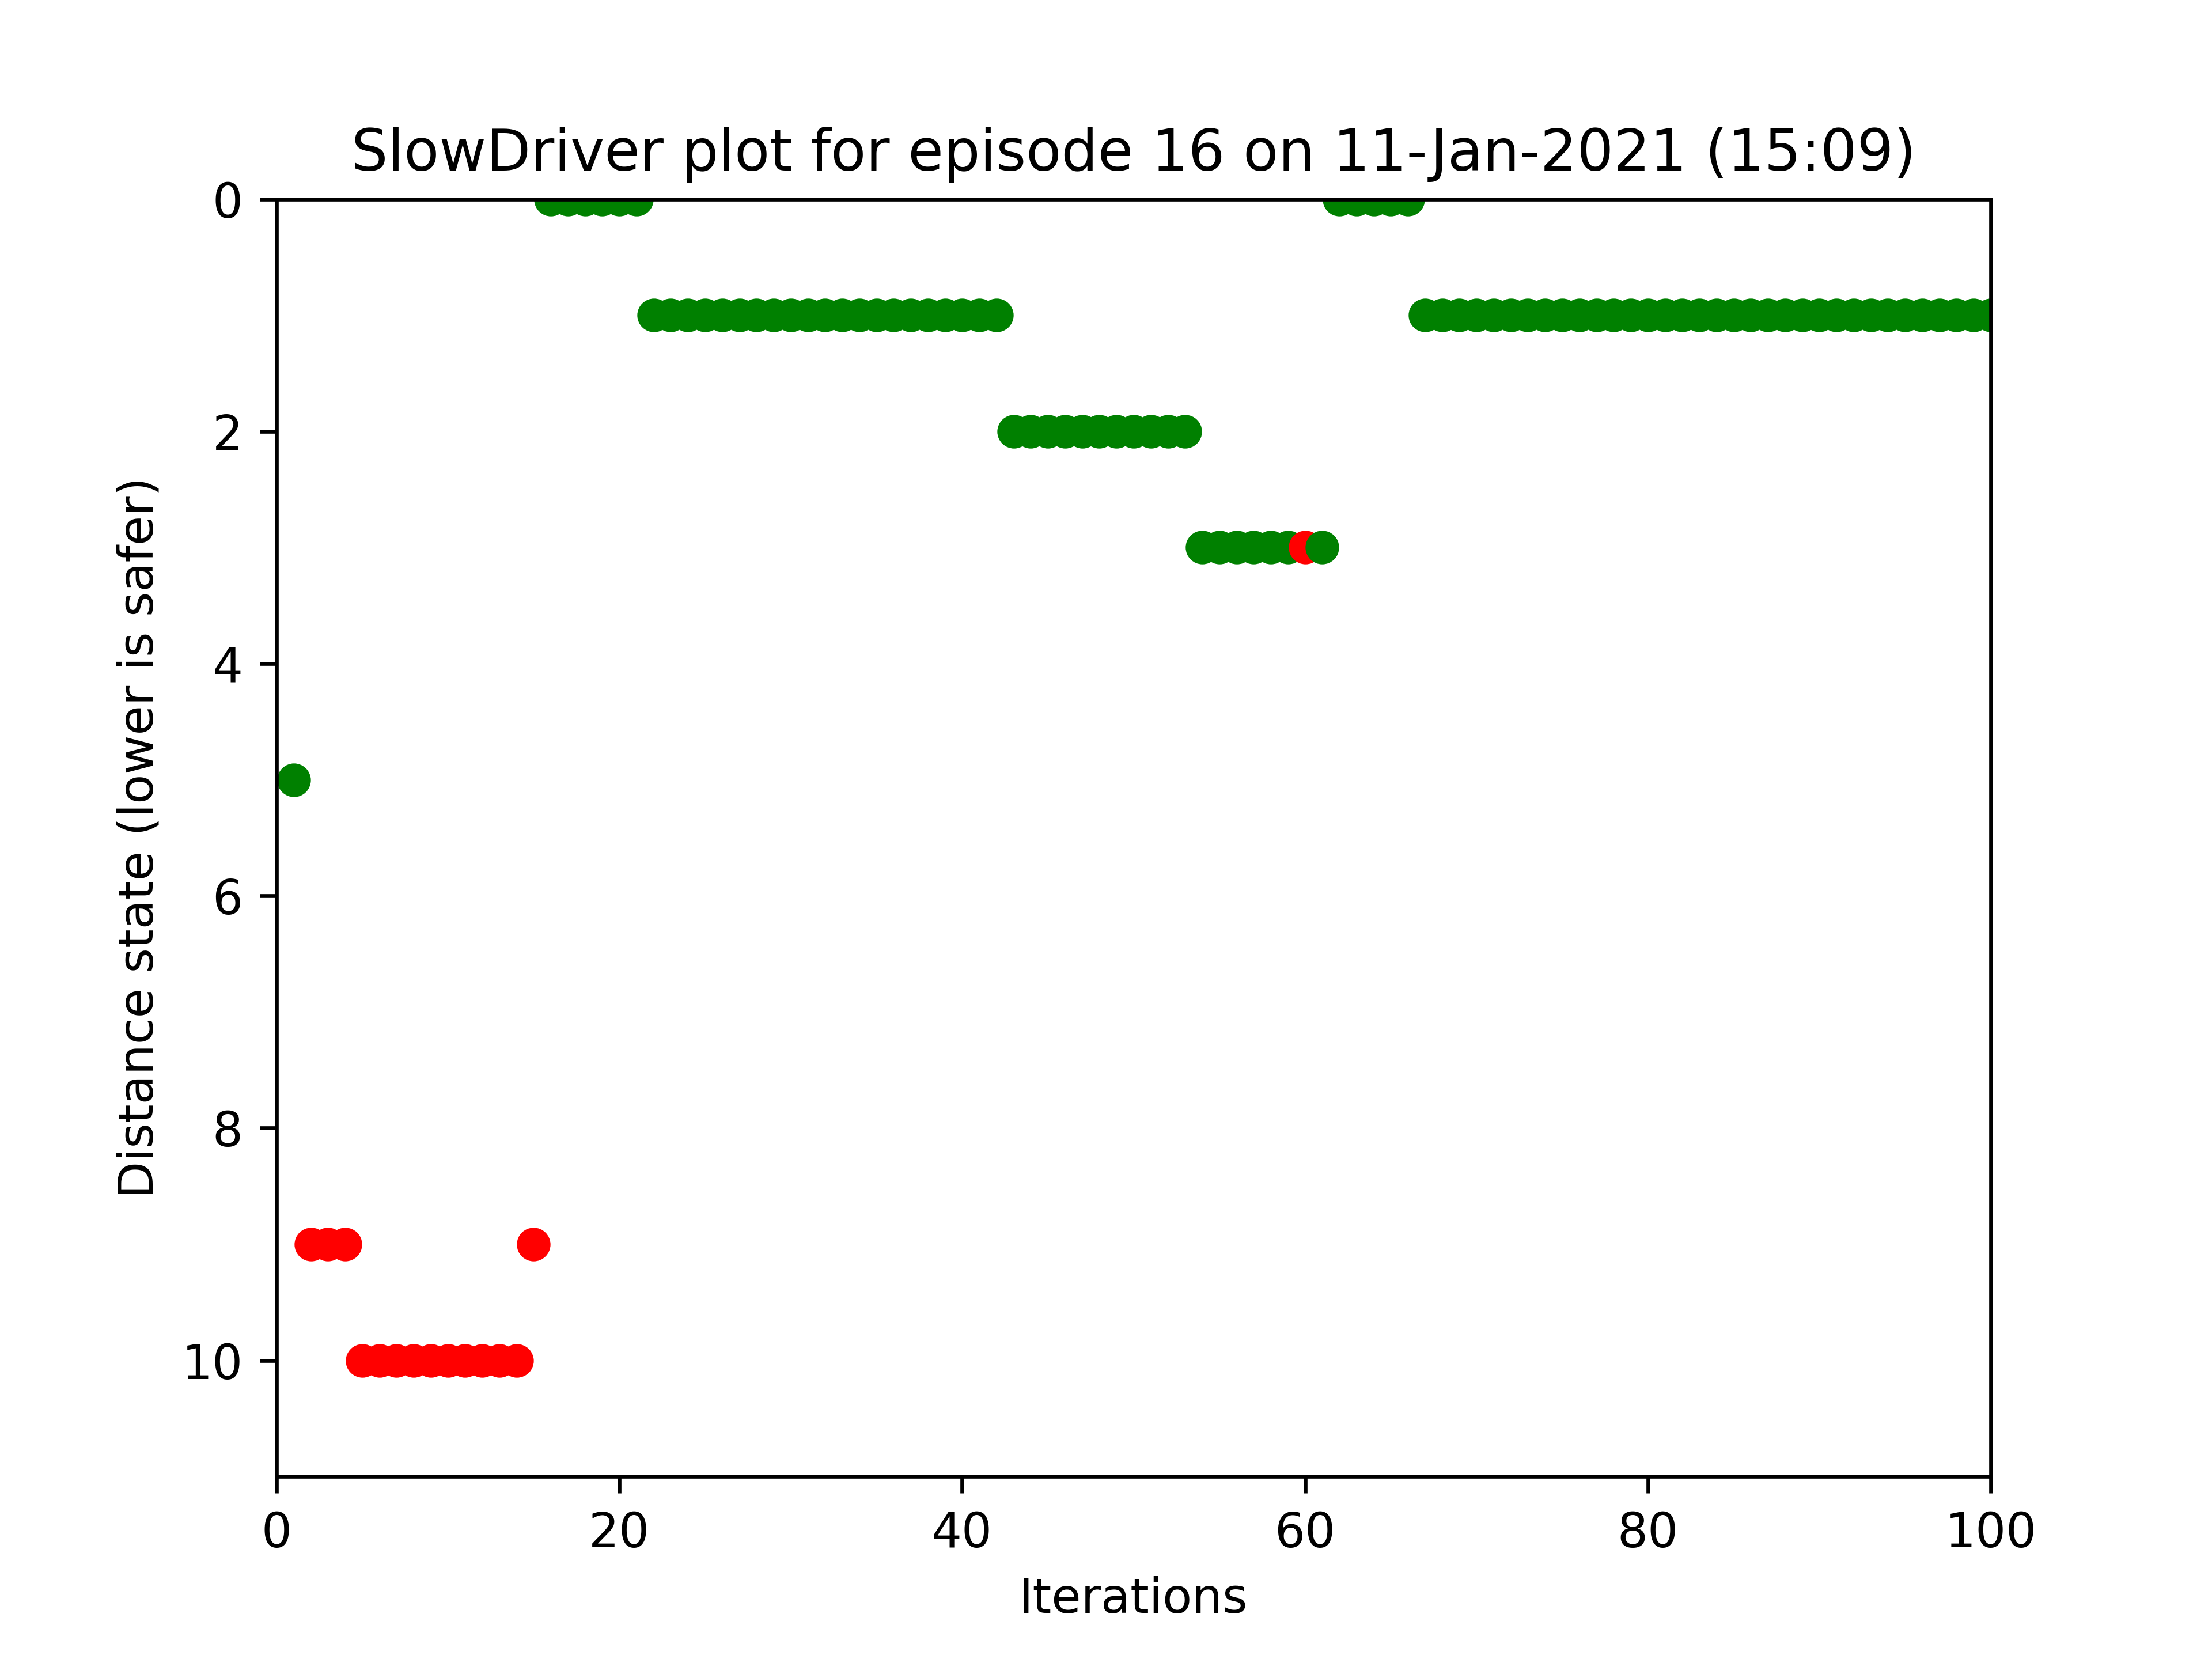 SlowDriver plot for episode 16 on 11-Jan-2021 (15:09)
Distance state (lower is safer)
0
2
4
6
8
10
0 20 40 60 80 100
Iterations